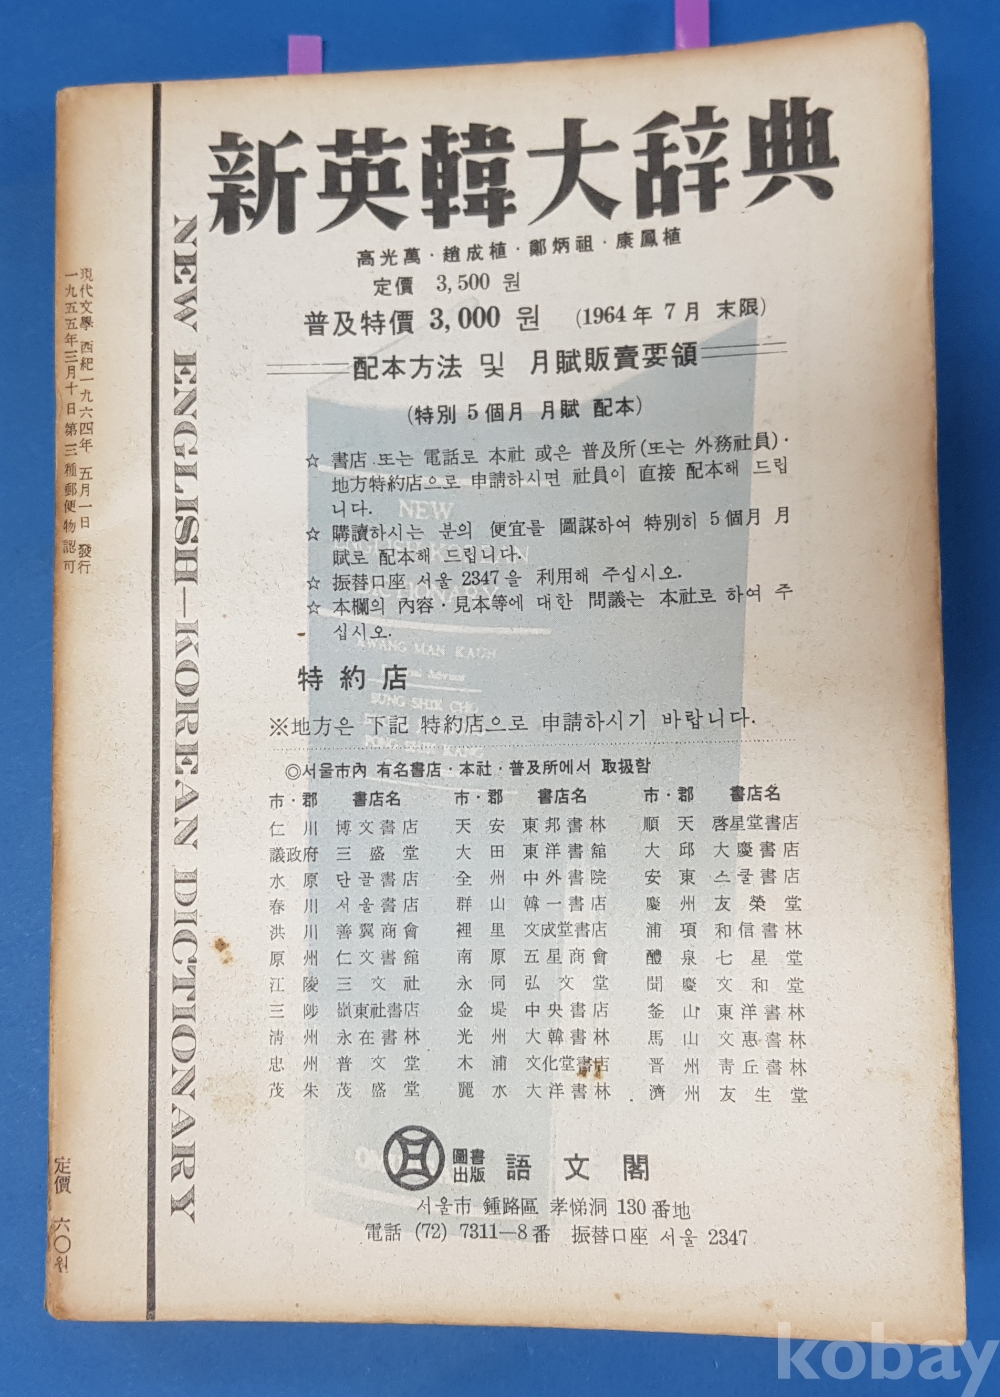 新英韓大辞典
高光萬·趙成植·鄭炳祖·康鳳植
定價 3,500 원
普及特價 3,000 원 (1964年 7月 末限)
配本方法 및 月賦販賣要領
(特別 5個月 月賦 配本)
☆ 書店 또는 電話로 本社 或은 普及所(또는 外務社員)·
地方特約店으로 申請하시면 社員이 直接 配本해 드립
니다.
☆ 購讀하시는 분의 便宜를 圖謀하여 特別히 5個月 月
賦로 配本해 드립니다.
☆ 振替口座 서울 2347을 利用해 주십시오.
☆ 本欄의 內容·見本等에 대한 問議는 本社로 하여 주
십시오.
NEW
ENGLISH-KOREAN
DICTIONARY
KWANG MAN KAUH
SUNG SHIK CHO
FONG SHIK KANG
特約店
※地方은 下記 特約店으로 申請하시기 바랍니다.
◎서울市內 有名書店·本社·普及所에서 取扱함
市·郡 書店名 市·郡 書店名 市·郡 書店名
仁川 博文書店 天安 東邦書林 順天 啓星堂書店
議政府 三盛堂 大田 東洋書館 大邱 大慶書店
水原 단골書店 全州 中外書院 安東 스쿨書店
春川 서울書店 群山 韓一書店 慶州 友榮堂
洪川 善翼商會 裡里 文成堂書店 浦項 和信書林
原州 仁文書館 南原 五星商會 醴泉 七星堂
江陵 三文社 永同 弘文堂 聞慶 文和堂
三陟 嶺東社書店 金堤 中央書店 釜山 東洋書林
清州 永在書林 光州 大韓書林 馬山 文惠書林
忠州 普文堂 木浦 文化堂書店 晋州 靑丘書林
茂朱 茂盛堂 麗水 大洋書林 濟州 友生堂
圖書出版 語文閣
서울市 鍾路區 孝悌洞 130番地
電話 (72) 7311—8番 振替口座 서울 2347
NEW ENGLISH—KOREAN DICTIONARY
現代文學 西紀一九六四年 五月一日 發行
一九五五年三月十日第三種郵便物認可
定價 六〇원
kobay